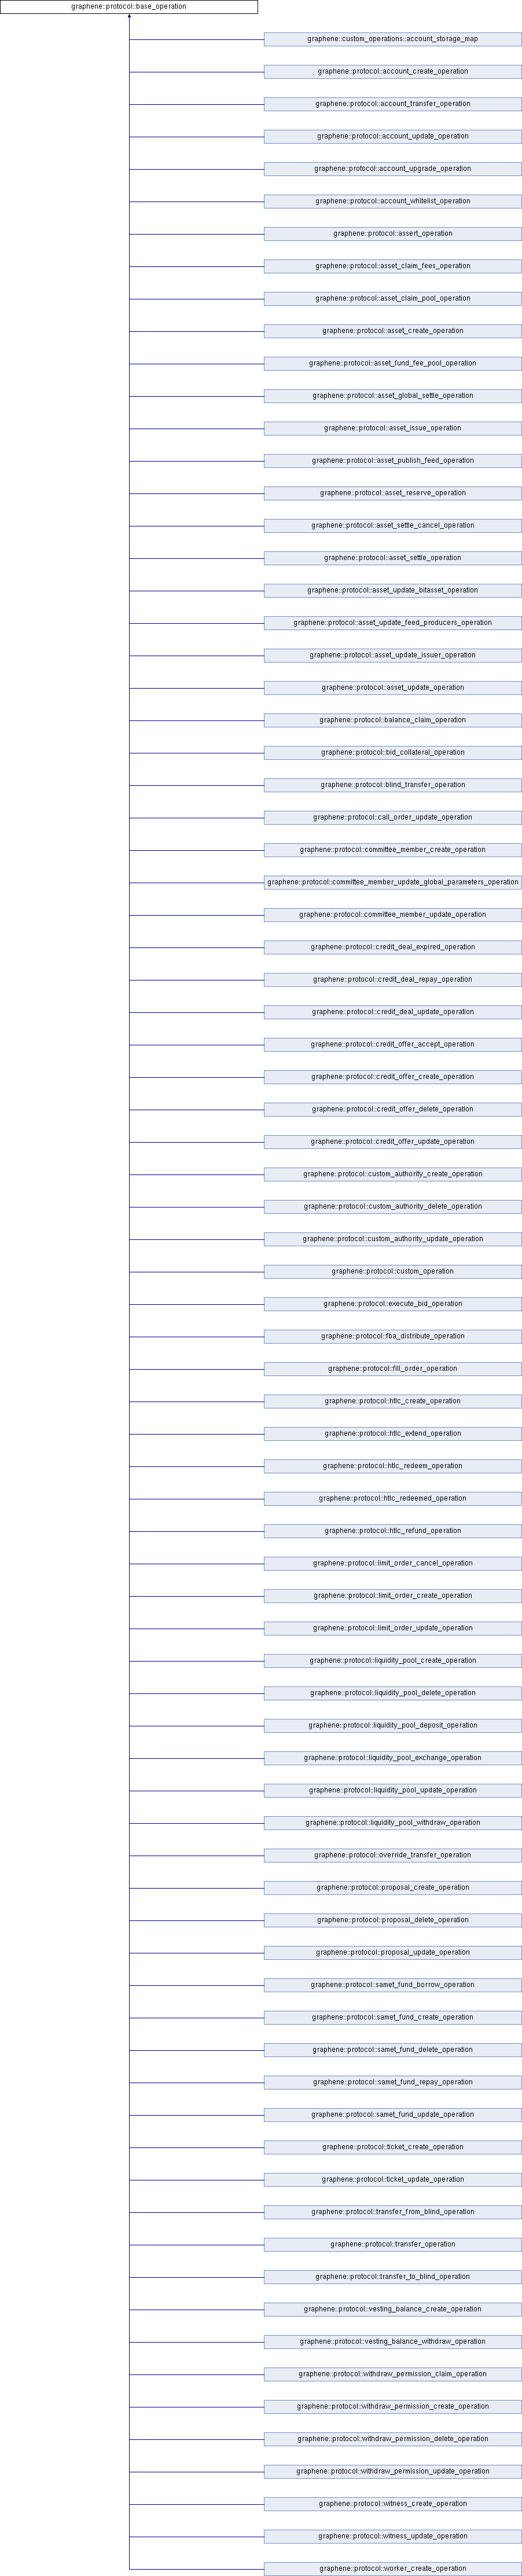 graphene::protocol::base_operation
graphene::custom_operations::account_storage_map
graphene::protocol::account_create_operation
graphene::protocol::account_transfer_operation
graphene::protocol::account_update_operation
graphene::protocol::account_upgrade_operation
graphene::protocol::account_whitelist_operation
graphene::protocol::assert_operation
graphene::protocol::asset_claim_fees_operation
graphene::protocol::asset_claim_pool_operation
graphene::protocol::asset_create_operation
graphene::protocol::asset_fund_fee_pool_operation
graphene::protocol::asset_global_settle_operation
graphene::protocol::asset_issue_operation
graphene::protocol::asset_publish_feed_operation
graphene::protocol::asset_reserve_operation
graphene::protocol::asset_settle_cancel_operation
graphene::protocol::asset_settle_operation
graphene::protocol::asset_update_bitasset_operation
graphene::protocol::asset_update_feed_producers_operation
graphene::protocol::asset_update_issuer_operation
graphene::protocol::asset_update_operation
graphene::protocol::balance_claim_operation
graphene::protocol::bid_collateral_operation
graphene::protocol::blind_transfer_operation
graphene::protocol::call_order_update_operation
graphene::protocol::committee_member_create_operation
graphene::protocol::committee_member_update_global_parameters_operation
graphene::protocol::committee_member_update_operation
graphene::protocol::credit_deal_expired_operation
graphene::protocol::credit_deal_repay_operation
graphene::protocol::credit_deal_update_operation
graphene::protocol::credit_offer_accept_operation
graphene::protocol::credit_offer_create_operation
graphene::protocol::credit_offer_delete_operation
graphene::protocol::credit_offer_update_operation
graphene::protocol::custom_authority_create_operation
graphene::protocol::custom_authority_delete_operation
graphene::protocol::custom_authority_update_operation
graphene::protocol::custom_operation
graphene::protocol::execute_bid_operation
graphene::protocol::fba_distribute_operation
graphene::protocol::fill_order_operation
graphene::protocol::htlc_create_operation
graphene::protocol::htlc_extend_operation
graphene::protocol::htlc_redeem_operation
graphene::protocol::htlc_redeemed_operation
graphene::protocol::htlc_refund_operation
graphene::protocol::limit_order_cancel_operation
graphene::protocol::limit_order_create_operation
graphene::protocol::limit_order_update_operation
graphene::protocol::liquidity_pool_create_operation
graphene::protocol::liquidity_pool_delete_operation
graphene::protocol::liquidity_pool_deposit_operation
graphene::protocol::liquidity_pool_exchange_operation
graphene::protocol::liquidity_pool_update_operation
graphene::protocol::liquidity_pool_withdraw_operation
graphene::protocol::override_transfer_operation
graphene::protocol::proposal_create_operation
graphene::protocol::proposal_delete_operation
graphene::protocol::proposal_update_operation
graphene::protocol::samet_fund_borrow_operation
graphene::protocol::samet_fund_create_operation
graphene::protocol::samet_fund_delete_operation
graphene::protocol::samet_fund_repay_operation
graphene::protocol::samet_fund_update_operation
graphene::protocol::ticket_create_operation
graphene::protocol::ticket_update_operation
graphene::protocol::transfer_from_blind_operation
graphene::protocol::transfer_operation
graphene::protocol::transfer_to_blind_operation
graphene::protocol::vesting_balance_create_operation
graphene::protocol::vesting_balance_withdraw_operation
graphene::protocol::withdraw_permission_claim_operation
graphene::protocol::withdraw_permission_create_operation
graphene::protocol::withdraw_permission_delete_operation
graphene::protocol::withdraw_permission_update_operation
graphene::protocol::witness_create_operation
graphene::protocol::witness_update_operation
graphene::protocol::worker_create_operation